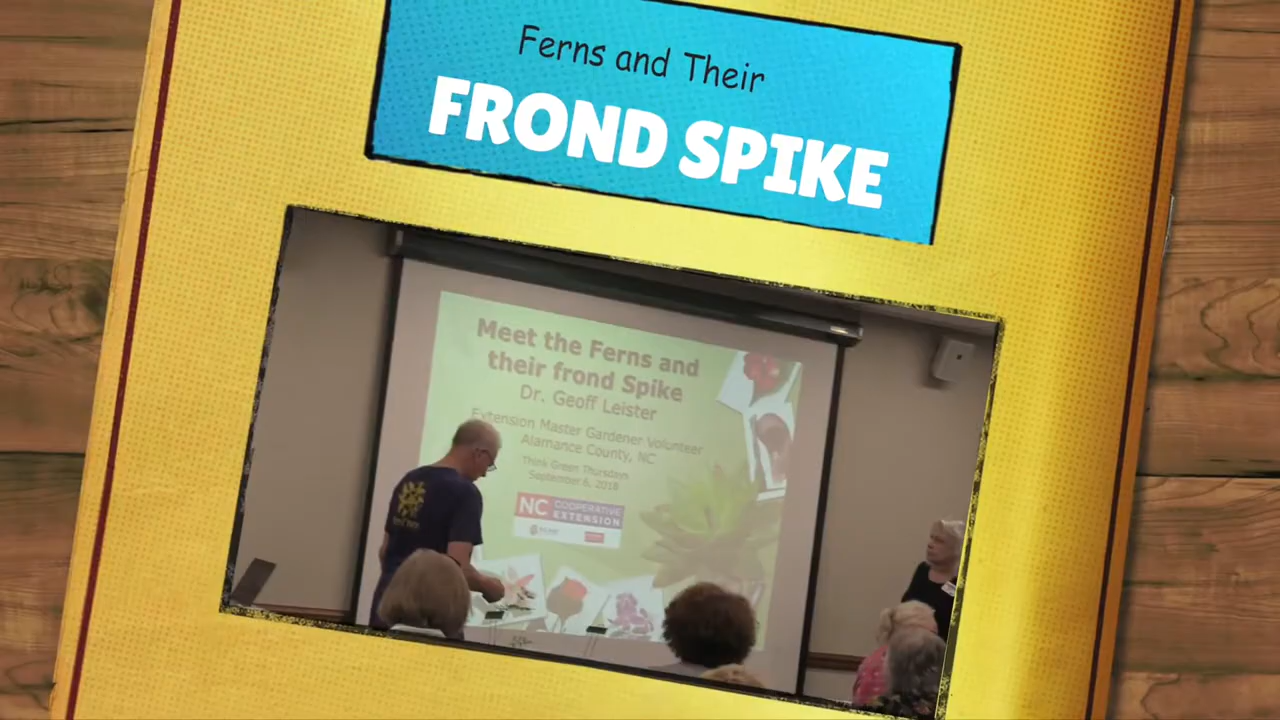 Ferns and Their
FROND SPIKE
Meet the Ferns and
their frond Spike
Dr. Geoff Leister
Extension Master Gardener Volunteer
Alamance County, NC
Think Green Thursdays
September 6, 2018
NC COOPERATIVE
EXTENSION